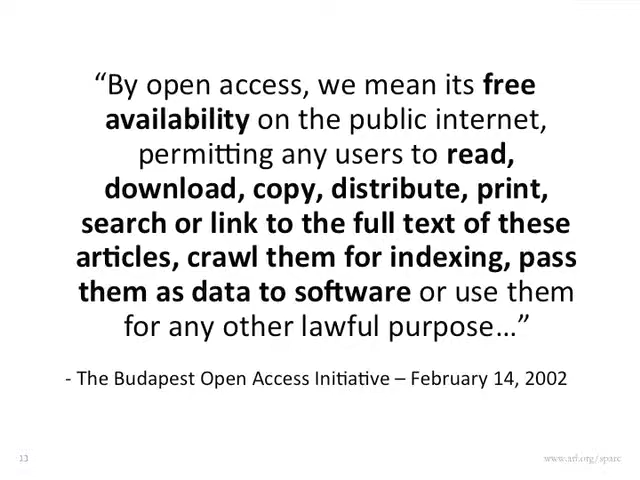 “By open access, we mean its free
availability on the public internet,
permitting any users to read,
download, copy, distribute, print,
search or link to the full text of these
articles, crawl them for indexing, pass
them as data to software or use them
for any other lawful purpose…”
- The Budapest Open Access Initiative – February 14, 2002
13
www.arl.org/sparc